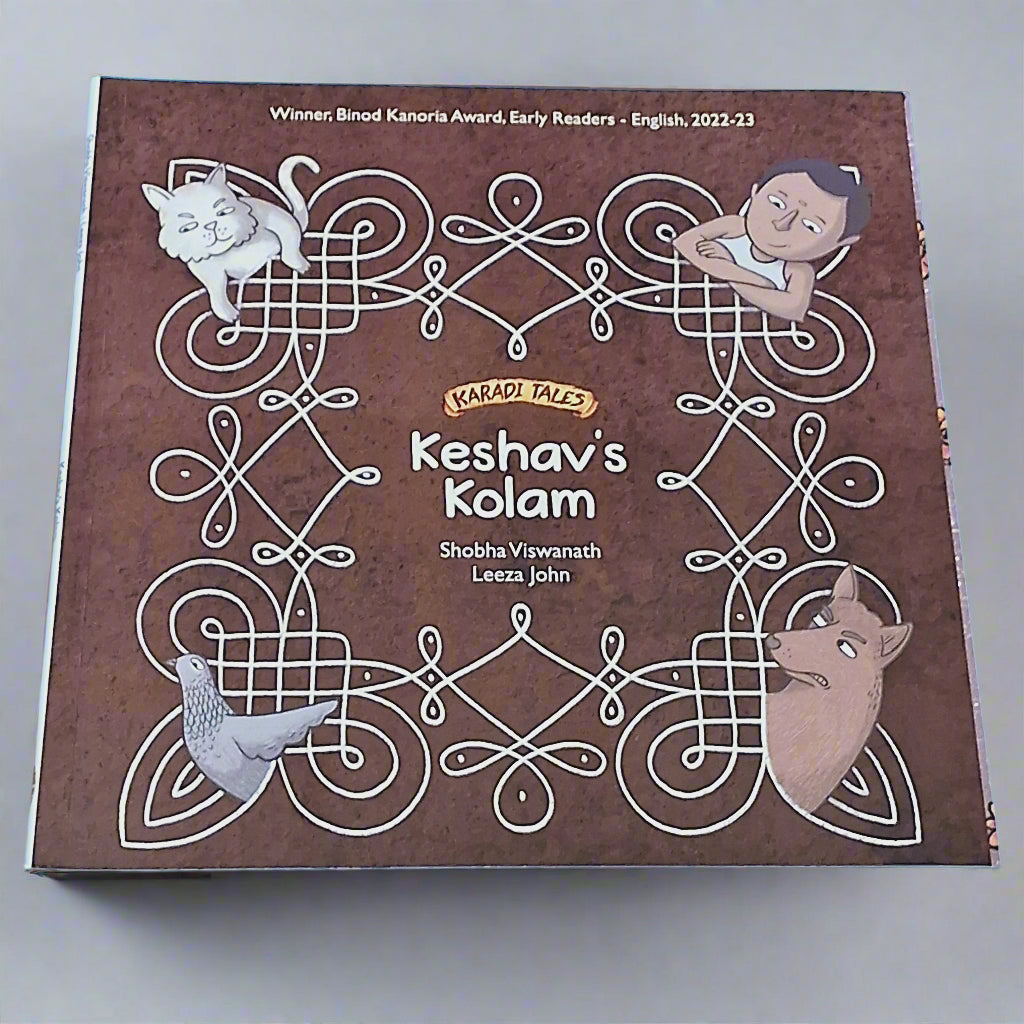 Winner, Binod Kanoria Award, Early Readers - English, 2022-23
KARADI TALES
Keshav's
Kolam
Shobha Viswanath
Leeza John